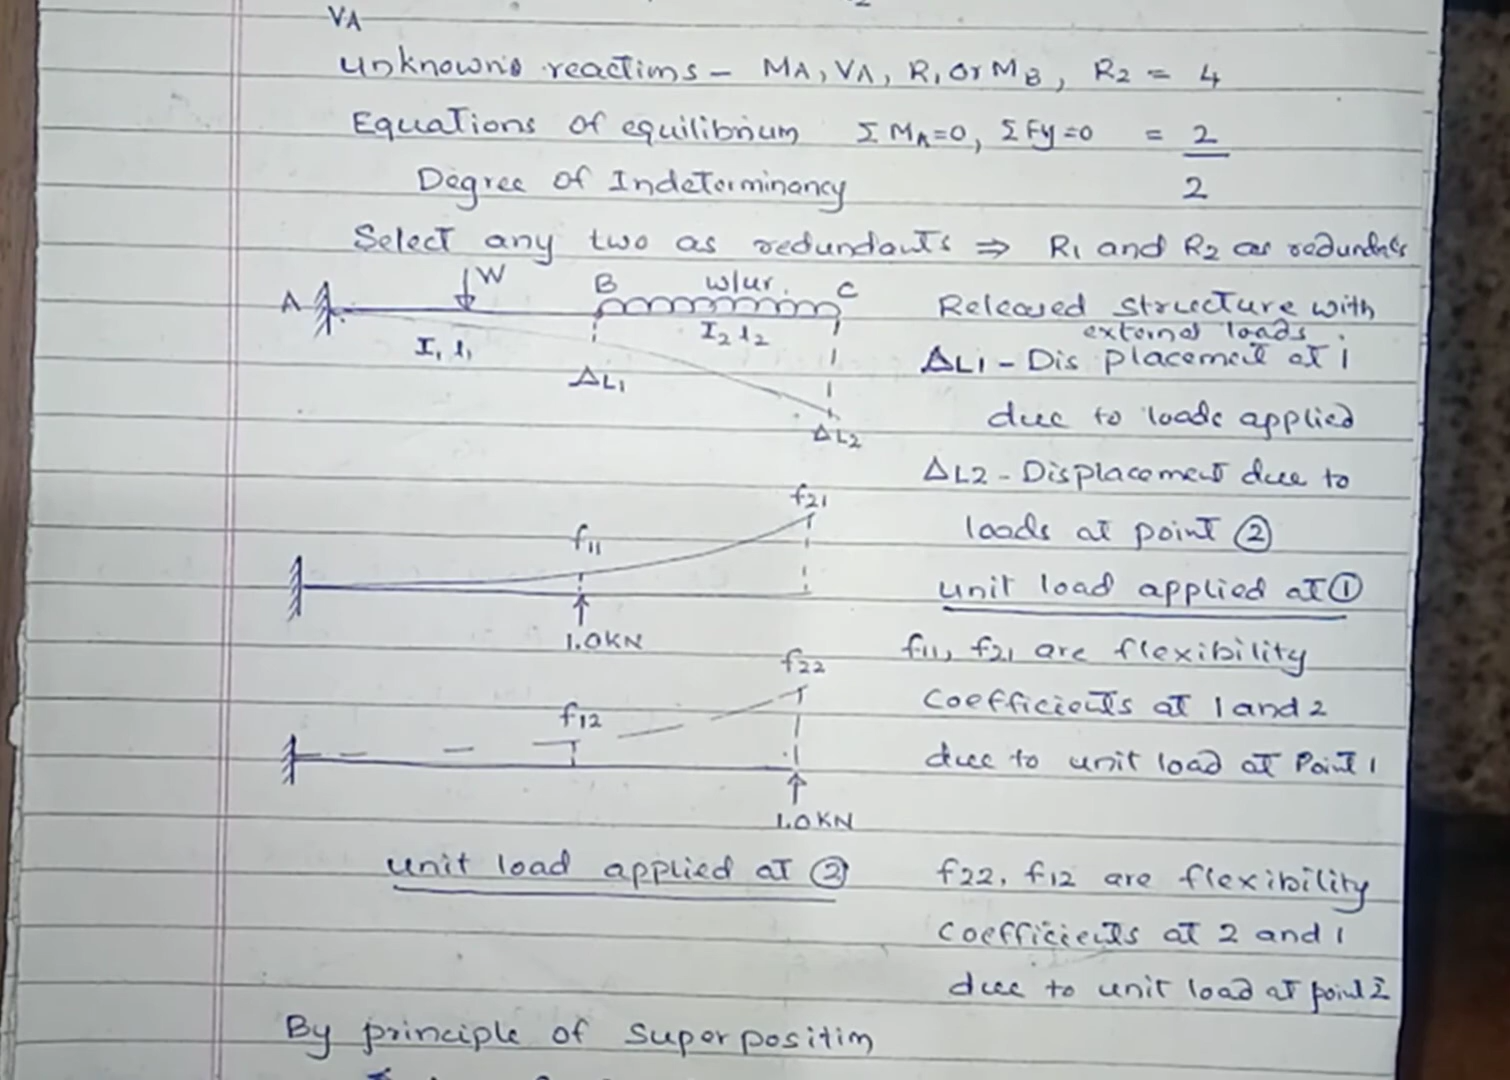 VA
Unknown's reactions - MA, VA, R1 or MB, R2 = 4
Equations of equilibrium Σ MA=0, Σ Fy=0 = 2
Degree of Indeterminancy 2
Select any two as redundants ⇒ R1 and R2 as redundnts
A W B w/ur. C
I1 l1 I2 l2
ΔL1
ΔL2
Released structure with
external loads
ΔL1 - Displacement at 1
due to loads applied
ΔL2 - Displacement due to
loads at point ②
f11 f21
1.0KN
unit load applied at ①
f11, f21 are flexibility
coefficients at 1 and 2
due to unit load at Point 1
f12 f22
1.0KN
unit load applied at ②
f22, f12 are flexibility
coefficients at 2 and 1
due to unit load at point 2
By principle of superposition